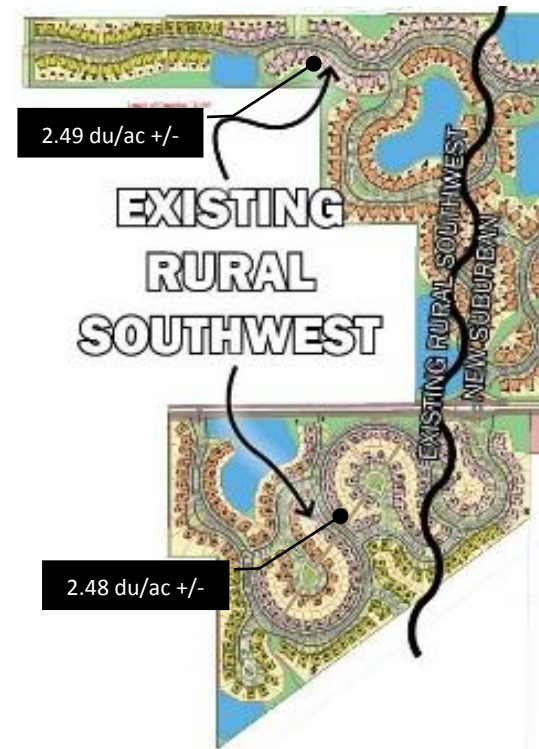 2.49 du/ac +/-
EXISTING
RURAL
SOUTHWEST
EXISTING RURAL SOUTHWEST
NEW SUBURBAN
2.48 du/ac +/-